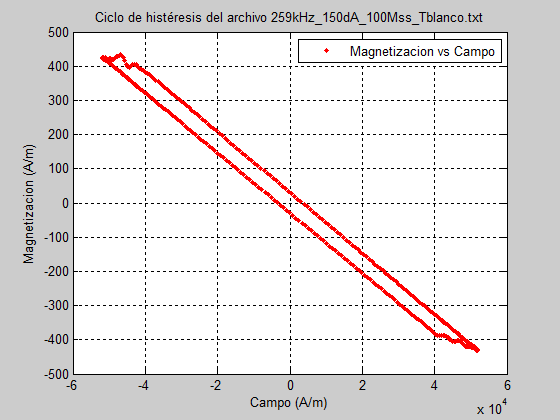 Ciclo de histéresis del archivo 259kHz_150dA_100Mss_Tblanco.txt
Magnetizacion vs Campo
Magnetizacion (A/m)
500
400
300
200
100
0
-100
-200
-300
-400
-500
-6 -4 -2 0 2 4 6
Campo (A/m)
x 10^4